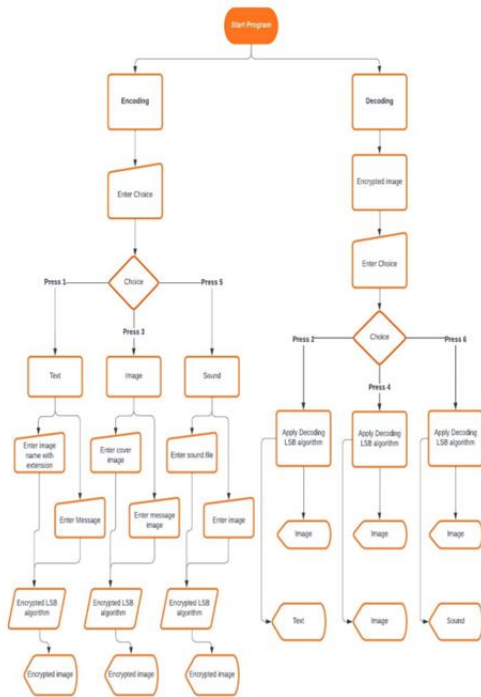 Start Program
Encoding
Decoding
Encrypted image
Enter Choice
Enter Choice
Press 1
Choice
Press 5
Press 3
Press 2
Choice
Press 6
Press 4
Text
Image
Sound
Apply Decoding
LSB algorithm
Apply Decoding
LSB algorithm
Apply Decoding
LSB algorithm
Enter image
name with
extension
Enter cover
image
Enter sound file
Enter Message
Enter message
image
Enter image
Image
Image
Image
Encrypted LSB
algorithm
Encrypted LSB
algorithm
Encrypted LSB
algorithm
Text
Image
Sound
Encrypted image
Encrypted image
Encrypted image